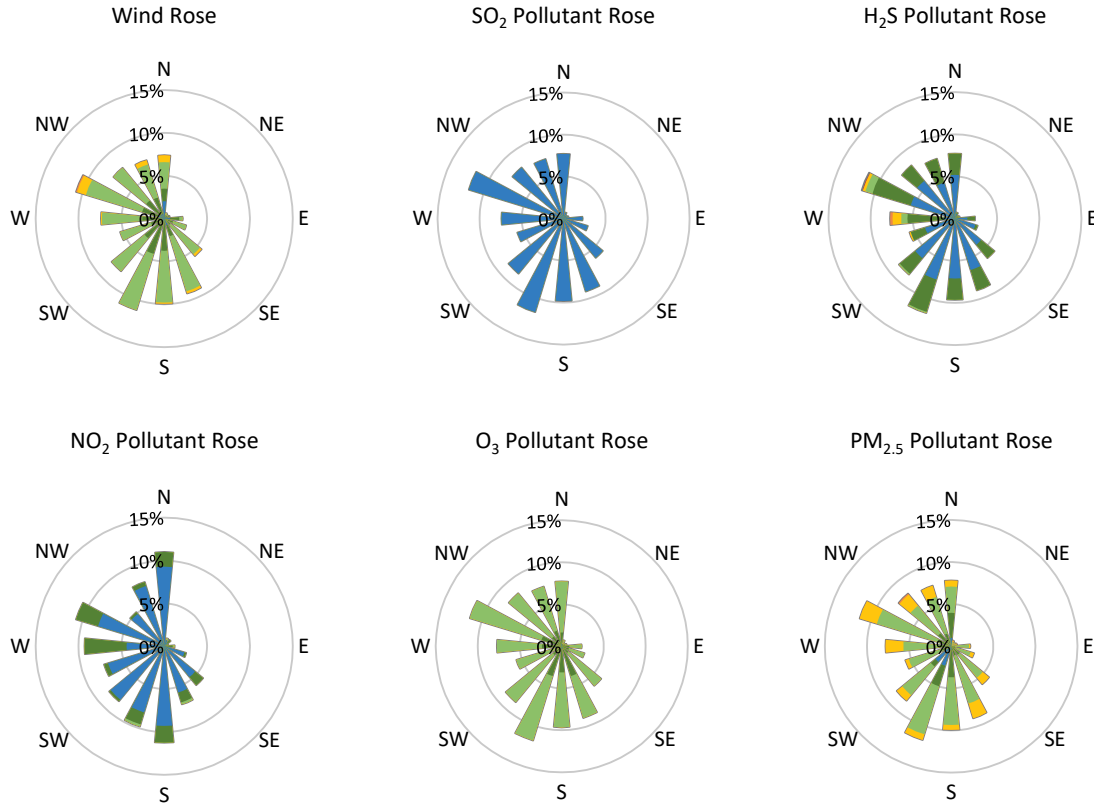 Wind Rose
SO₂ Pollutant Rose
H₂S Pollutant Rose
N
15%
NW
NE
10%
5%
W
0%
E
SW
SE
S
N
15%
NW
NE
10%
5%
W
0%
E
SW
SE
S
N
15%
NW
NE
10%
5%
W
0%
E
SW
SE
S
NO₂ Pollutant Rose
O₃ Pollutant Rose
PM₂.₅ Pollutant Rose
N
15%
NW
NE
10%
5%
W
0%
E
SW
SE
S
N
15%
NW
NE
10%
5%
W
0%
E
SW
SE
S
N
15%
NW
NE
10%
5%
W
0%
E
SW
SE
S